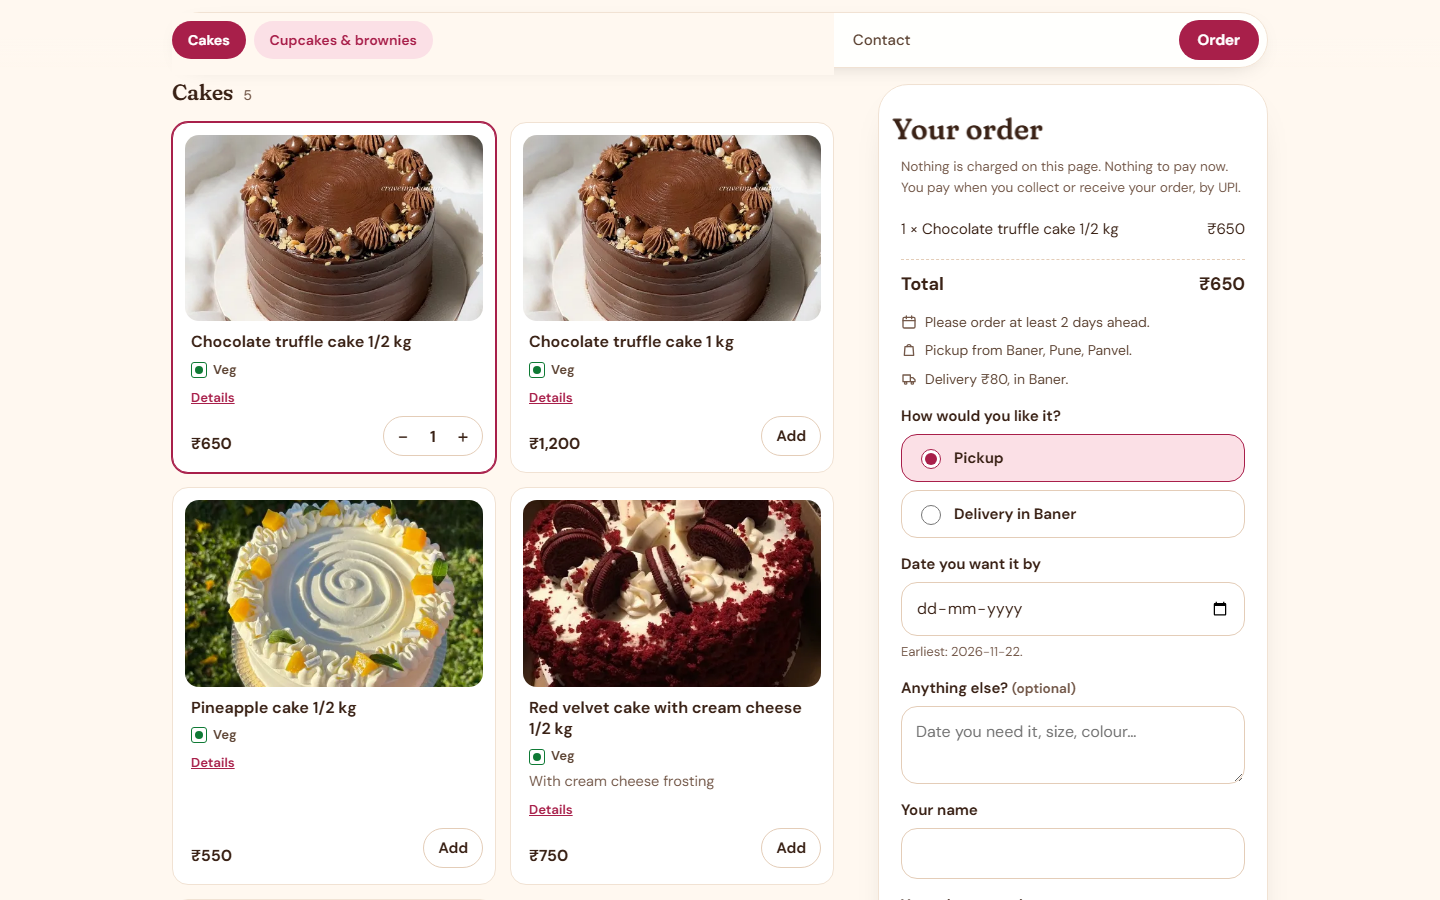 Cakes
Cupcakes & brownies
Contact
Order
Cakes 5
Chocolate truffle cake 1/2 kg
Veg
Details
₹650
− 1 +
Chocolate truffle cake 1 kg
Veg
Details
₹1,200
Add
Pineapple cake 1/2 kg
Veg
Details
₹550
Add
Red velvet cake with cream cheese
1/2 kg
Veg
With cream cheese frosting
Details
₹750
Add
Your order
Nothing is charged on this page. Nothing to pay now.
You pay when you collect or receive your order, by UPI.
1 × Chocolate truffle cake 1/2 kg ₹650
Total ₹650
Please order at least 2 days ahead.
Pickup from Baner, Pune, Panvel.
Delivery ₹80, in Baner.
How would you like it?
Pickup
Delivery in Baner
Date you want it by
dd-mm-yyyy
Earliest: 2026-11-22.
Anything else? (optional)
Date you need it, size, colour...
Your name